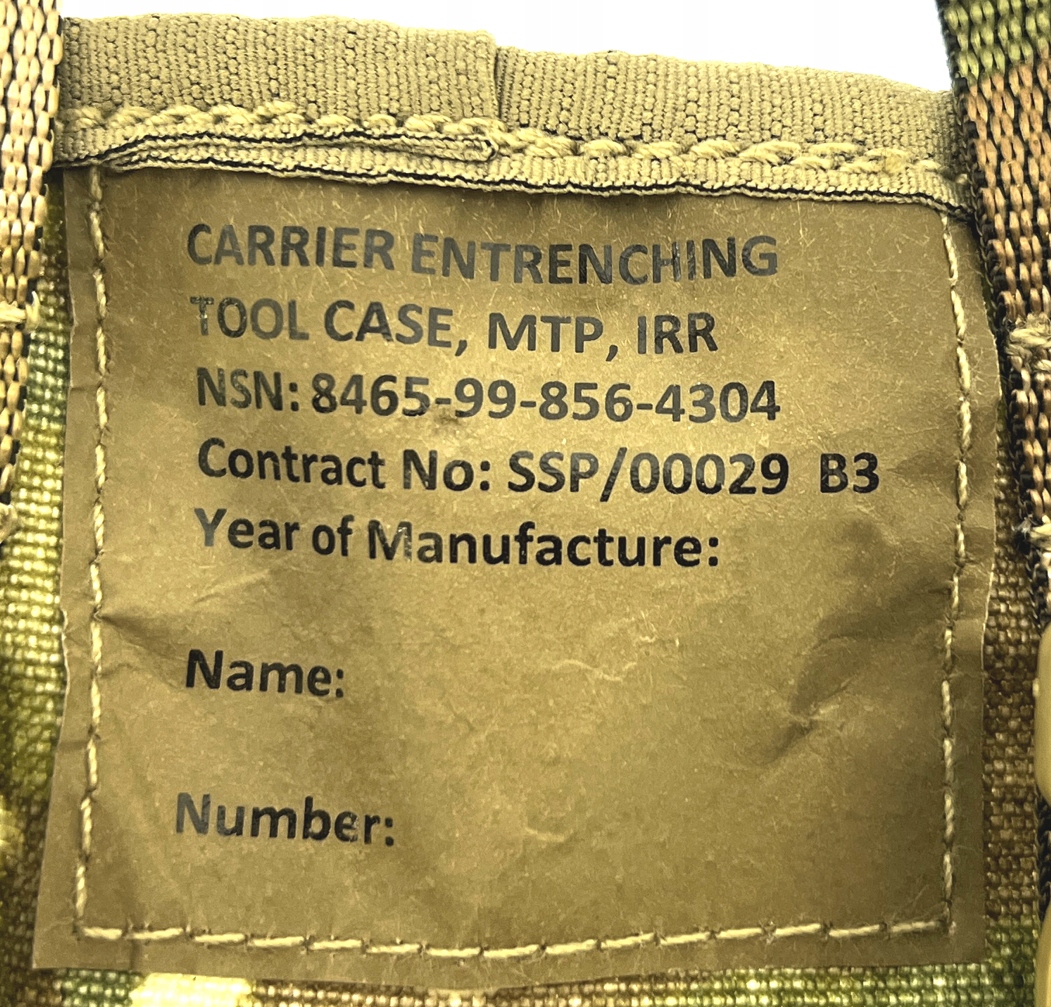 CARRIER ENTRENCHING
TOOL CASE, MTP, IRR
NSN: 8465-99-856-4304
Contract No: SSP/00029 B3
Year of Manufacture:
Name:
Number: